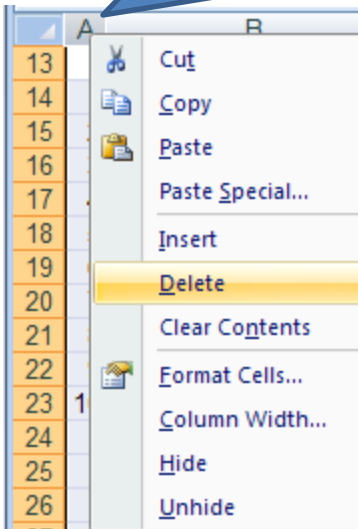 A B
13
14
15
16
17
18
19
20
21
22
23 1
24
25
26
Cut
Copy
Paste
Paste Special...
Insert
Delete
Clear Contents
Format Cells...
Column Width...
Hide
Unhide